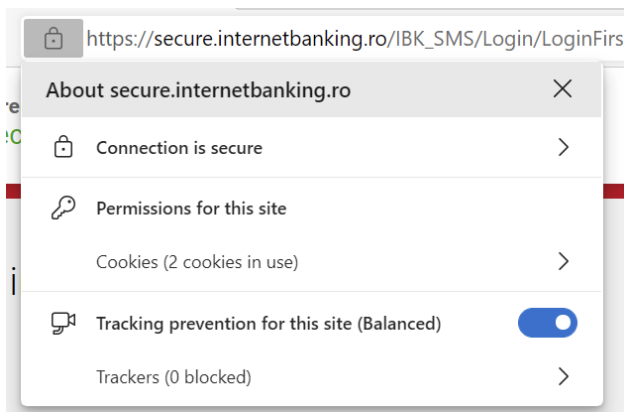 https://secure.internetbanking.ro/IBK_SMS/Login/LoginFirs
About secure.internetbanking.ro
Connection is secure
Permissions for this site
Cookies (2 cookies in use)
Tracking prevention for this site (Balanced)
Trackers (0 blocked)